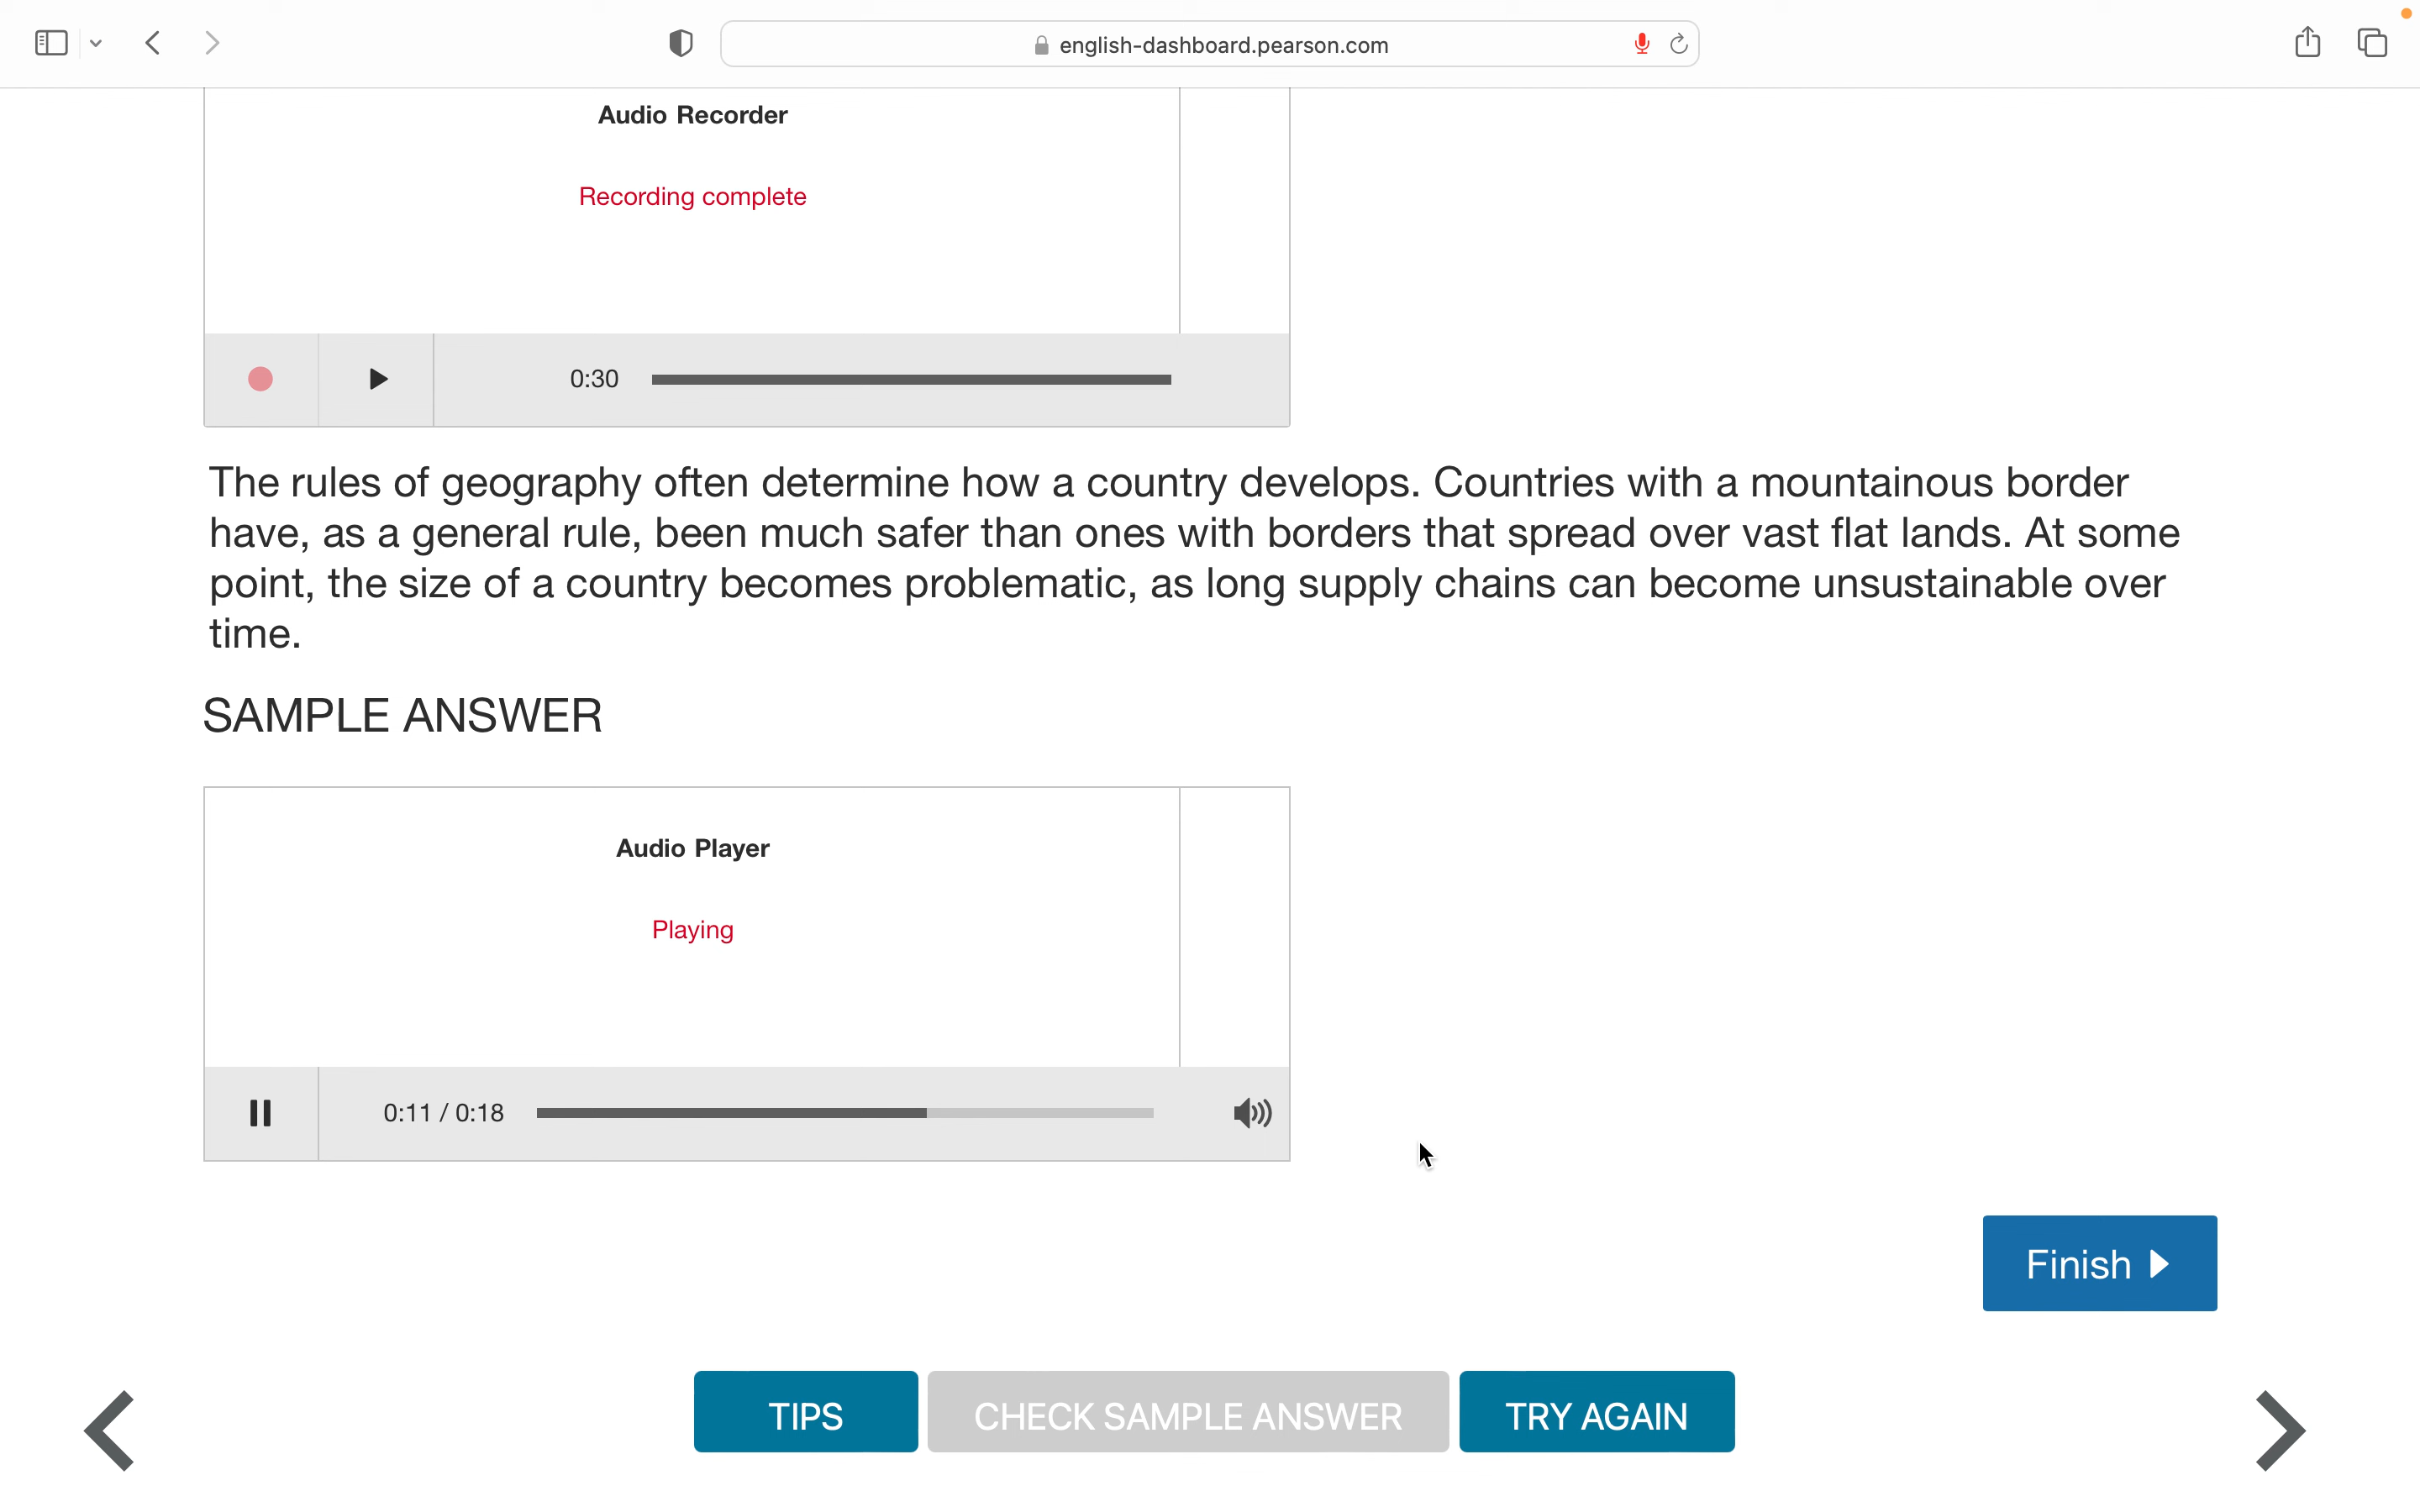 english-dashboard.pearson.com
Audio Recorder
Recording complete
0:30
The rules of geography often determine how a country develops. Countries with a mountainous border
have, as a general rule, been much safer than ones with borders that spread over vast flat lands. At some
point, the size of a country becomes problematic, as long supply chains can become unsustainable over
time.
SAMPLE ANSWER
Audio Player
Playing
0:11 / 0:18
Finish
TIPS
CHECK SAMPLE ANSWER
TRY AGAIN